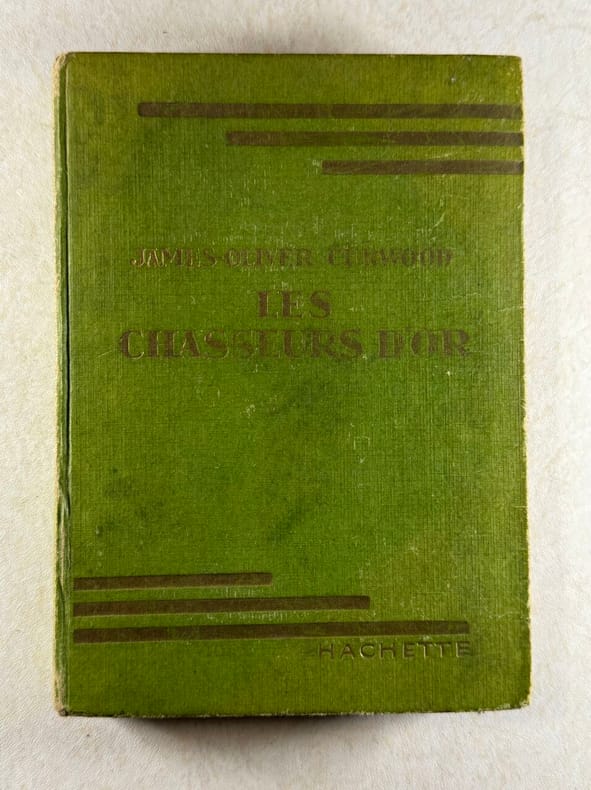 JAMES-OLIVER CURWOOD
LES
CHASSEURS D'OR
HACHETTE